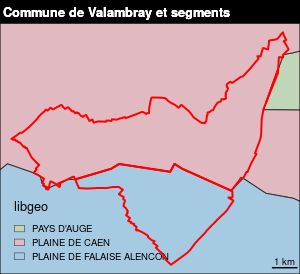 Commune de Valambray et segments
libgeo
PAYS D'AUGE
PLAINE DE CAEN
PLAINE DE FALAISE ALENCON
1 km